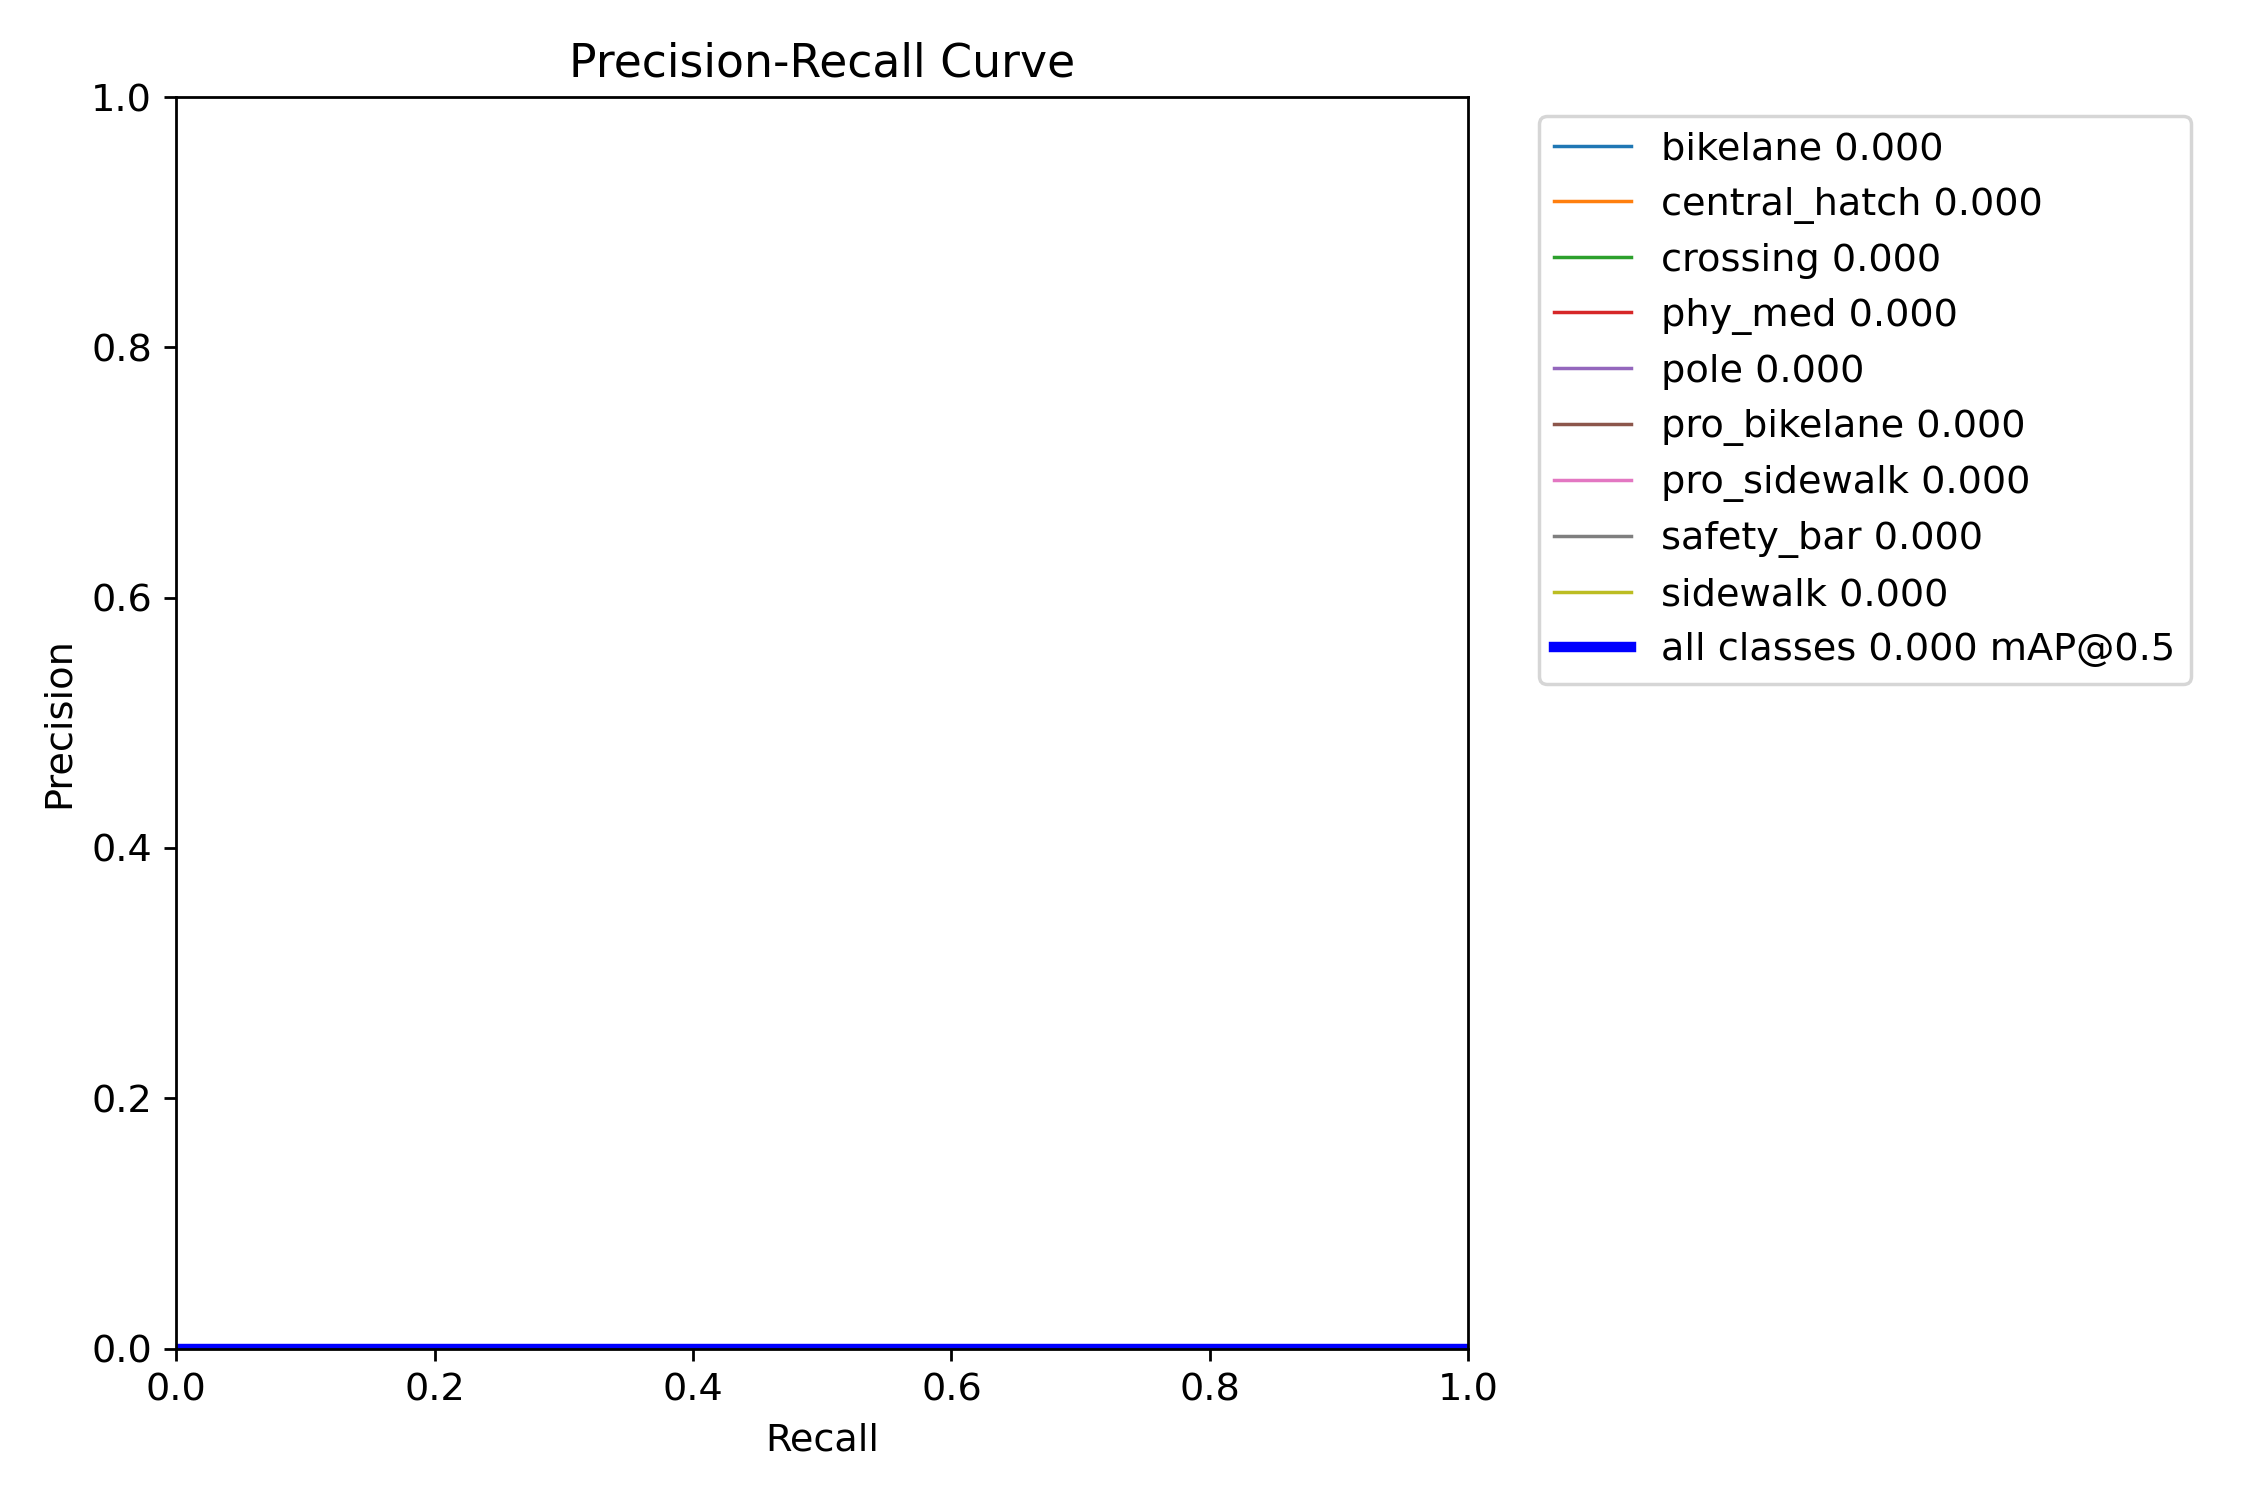 Precision-Recall Curve
1.0
0.8
0.6
0.4
0.2
0.0
Precision
0.0 0.2 0.4 0.6 0.8 1.0
Recall
bikelane 0.000
central_hatch 0.000
crossing 0.000
phy_med 0.000
pole 0.000
pro_bikelane 0.000
pro_sidewalk 0.000
safety_bar 0.000
sidewalk 0.000
all classes 0.000 mAP@0.5